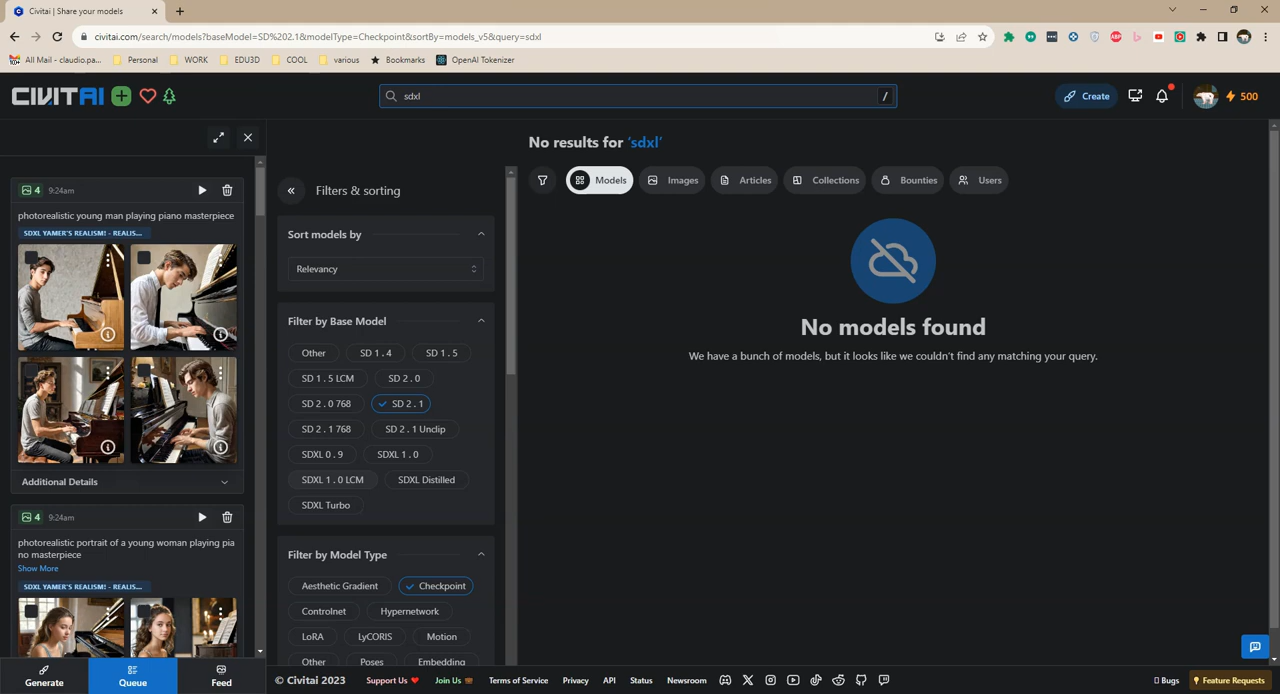 Civitai | Share your models
civitai.com/search/models?baseModel=SD%202.1&modelType=Checkpoint&sortBy=models_v5&query=sdxl
All Mail - claudio.pa...
Personal
WORK
EDU3D
COOL
various
Bookmarks
OpenAI Tokenizer
CIVITAI
sdxl
/
Create
500
No results for 'sdxl'
Models
Images
Articles
Collections
Bounties
Users
4
9:24am
photorealistic young man playing piano masterpiece
SDXL YAMER'S REALISM! - REALIS...
Additional Details
4
9:24am
photorealistic portrait of a young woman playing pia
no masterpiece
Show More
SDXL YAMER'S REALISM! - REALIS...
Generate
Queue
Feed
Filters & sorting
Sort models by
Relevancy
Filter by Base Model
Other
SD 1 . 4
SD 1 . 5
SD 1 . 5 LCM
SD 2 . 0
SD 2 . 0 768
SD 2 . 1
SD 2 . 1 768
SD 2 . 1 Unclip
SDXL 0 . 9
SDXL 1 . 0
SDXL 1 . 0 LCM
SDXL Distilled
SDXL Turbo
Filter by Model Type
Aesthetic Gradient
Checkpoint
Controlnet
Hypernetwork
LoRA
LyCORIS
Motion
Other
Poses
Embedding
No models found
We have a bunch of models, but it looks like we couldn't find any matching your query.
© Civitai 2023
Support Us
Join Us
Terms of Service
Privacy
API
Status
Newsroom
Bugs
Feature Requests